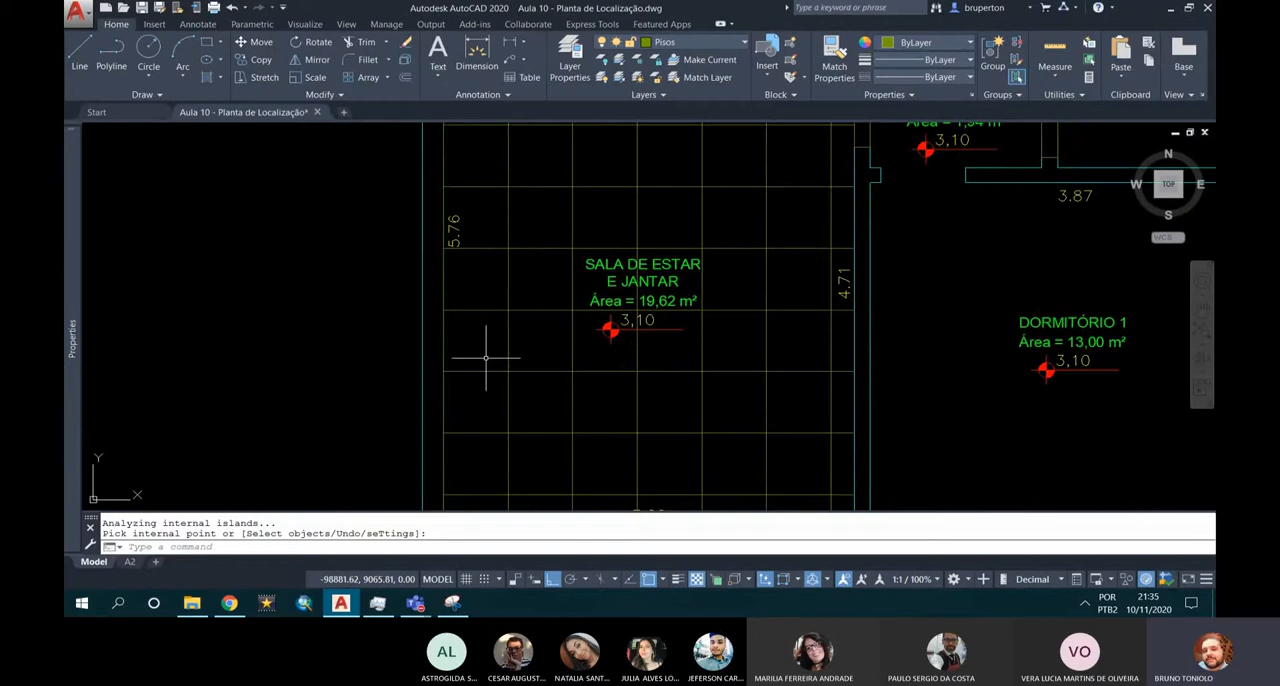 Autodesk AutoCAD 2020 Aula 10 - Planta de Localização.dwg
Type a keyword or phrase
bruperton
Home Insert Annotate Parametric View Manage Output Add-ins Collaborate Express Tools Featured Apps
Line Polyline Circle Arc
Move Rotate Trim
Copy Mirror Fillet
Stretch Scale Array
Text Dimension
Table
Layer Properties
Pisos
Make Current
Match Layer
Insert
Match Properties
ByLayer
ByLayer
ByLayer
Group
Measure
Paste
Base
Draw Modify Annotation Layers Block Properties Groups Utilities Clipboard View
Start Aula 10 - Planta de Localização*
3,10
N
W TOP E
S
WCS
3.87
5.76
SALA DE ESTAR
E JANTAR
Área = 19,62 m²
3,10
4.71
DORMITÓRIO 1
Área = 13,00 m²
3,10
Properties
Y
X
Analyzing internal islands...
Pick internal point or [Select objects/Undo/seTtings]:
Type a command
Model A2
-98881.62, 9065.81, 0.00 MODEL 1:1 / 100% Decimal
POR
PTB2
21:35
10/11/2020
AL VO
ASTROGILDA S... CESAR AUGUST... NATALIA SANT... JULIA ALVES LO... JEFERSON CAR... MARILIA FERREIRA ANDRADE PAULO SERGIO DA COSTA VERA LUCIA MARTINS DE OLIVEIRA BRUNO TONIOLO